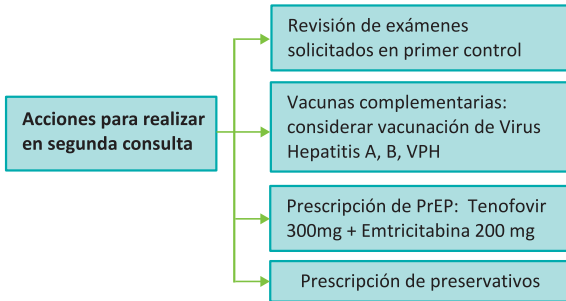 Acciones para realizar
en segunda consulta
Revisión de exámenes
solicitados en primer control
Vacunas complementarias:
considerar vacunación de Virus
Hepatitis A, B, VPH
Prescripción de PrEP: Tenofovir
300mg + Emtricitabina 200 mg
Prescripción de preservativos